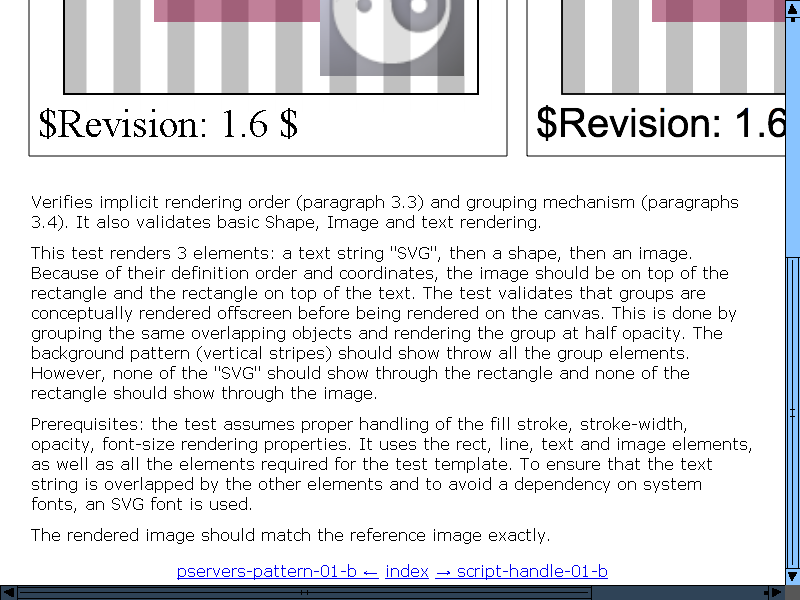 $Revision: 1.6 $
$Revision: 1.6
Verifies implicit rendering order (paragraph 3.3) and grouping mechanism (paragraphs
3.4). It also validates basic Shape, Image and text rendering.
This test renders 3 elements: a text string "SVG", then a shape, then an image.
Because of their definition order and coordinates, the image should be on top of the
rectangle and the rectangle on top of the text. The test validates that groups are
conceptually rendered offscreen before being rendered on the canvas. This is done by
grouping the same overlapping objects and rendering the group at half opacity. The
background pattern (vertical stripes) should show throw all the group elements.
However, none of the "SVG" should show through the rectangle and none of the
rectangle should show through the image.
Prerequisites: the test assumes proper handling of the fill stroke, stroke-width,
opacity, font-size rendering properties. It uses the rect, line, text and image elements,
as well as all the elements required for the test template. To ensure that the text
string is overlapped by the other elements and to avoid a dependency on system
fonts, an SVG font is used.
The rendered image should match the reference image exactly.
pservers-pattern-01-b ← index → script-handle-01-b